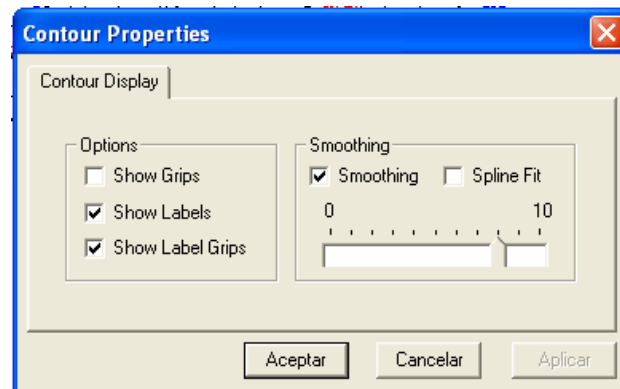 Contour Properties
Contour Display
Options
Show Grips
Show Labels
Show Label Grips
Smoothing
Smoothing Spline Fit
0 10
Aceptar Cancelar Aplicar